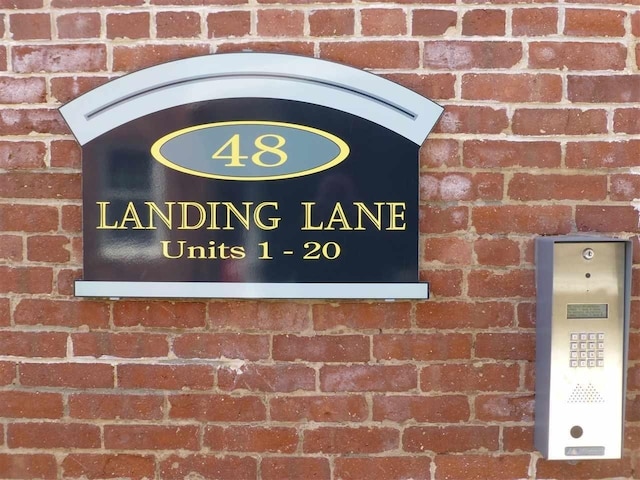 48
LANDING LANE
Units 1 - 20